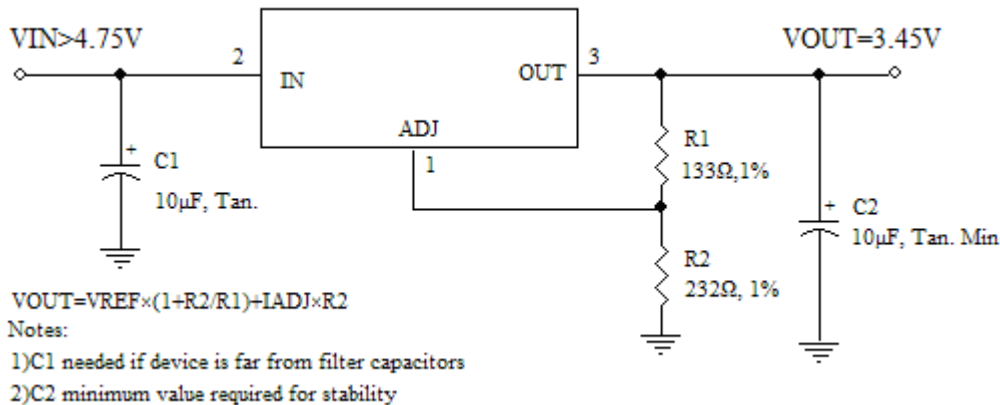 VIN>4.75V
VOUT=3.45V
2
IN
OUT
3
ADJ
1
+
C1
10µF, Tan.
R1
133Ω,1%
R2
232Ω, 1%
+
C2
10µF, Tan. Min
VOUT=VREF×(1+R2/R1)+IADJ×R2
Notes:
1)C1 needed if device is far from filter capacitors
2)C2 minimum value required for stability